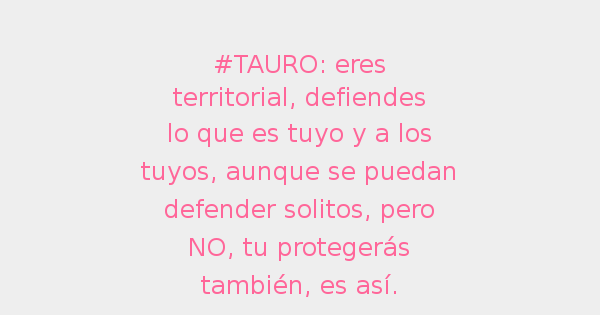 #TAURO: eres
territorial, defiendes
lo que es tuyo y a los
tuyos, aunque se puedan
defender solitos, pero
NO, tu protegerás
también, es así.